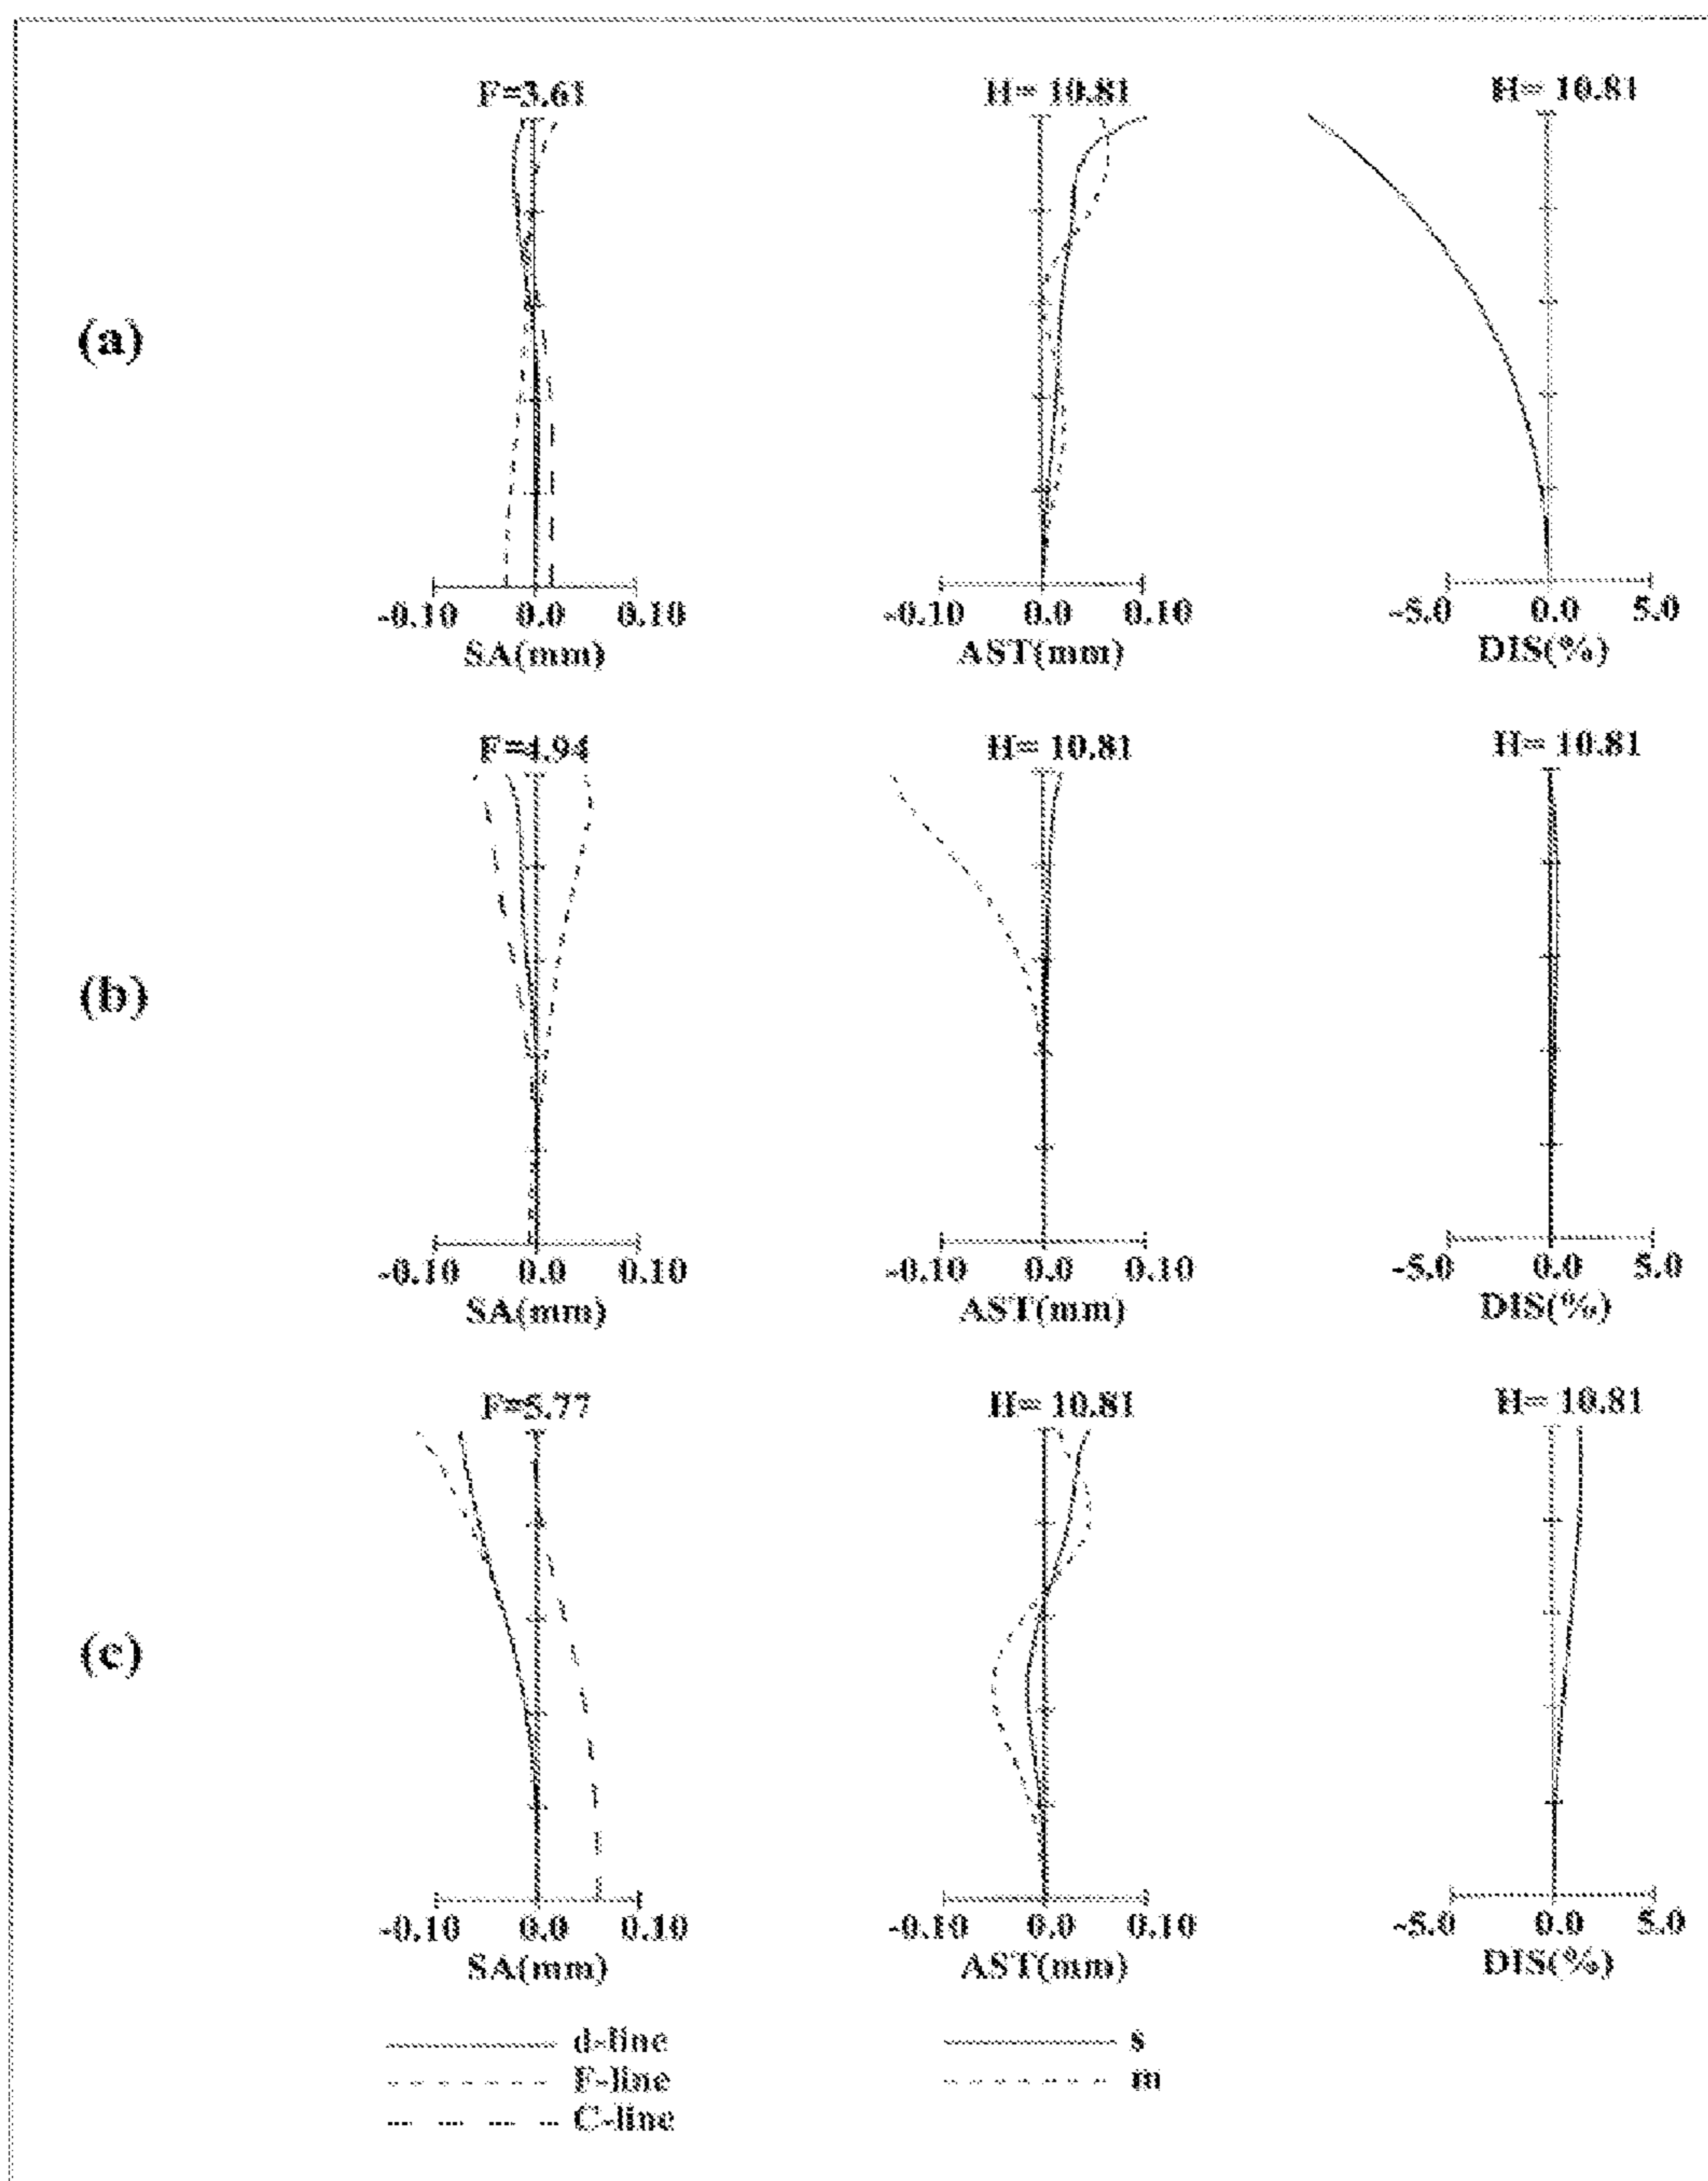 F=3.61 H= 10.81 H= 10.81
(a)
-0.10 0.0 0.10 -0.10 0.0 0.10 -5.0 0.0 5.0
SA(mm) AST(mm) DIS(%)
F=4.94 H= 10.81 H= 10.81
(b)
-0.10 0.0 0.10 -0.10 0.0 0.10 -5.0 0.0 5.0
SA(mm) AST(mm) DIS(%)
F=5.77 H= 10.81 H= 10.81
(c)
-0.10 0.0 0.10 -0.10 0.0 0.10 -5.0 0.0 5.0
SA(mm) AST(mm) DIS(%)
d-line s
F-line m
C-line